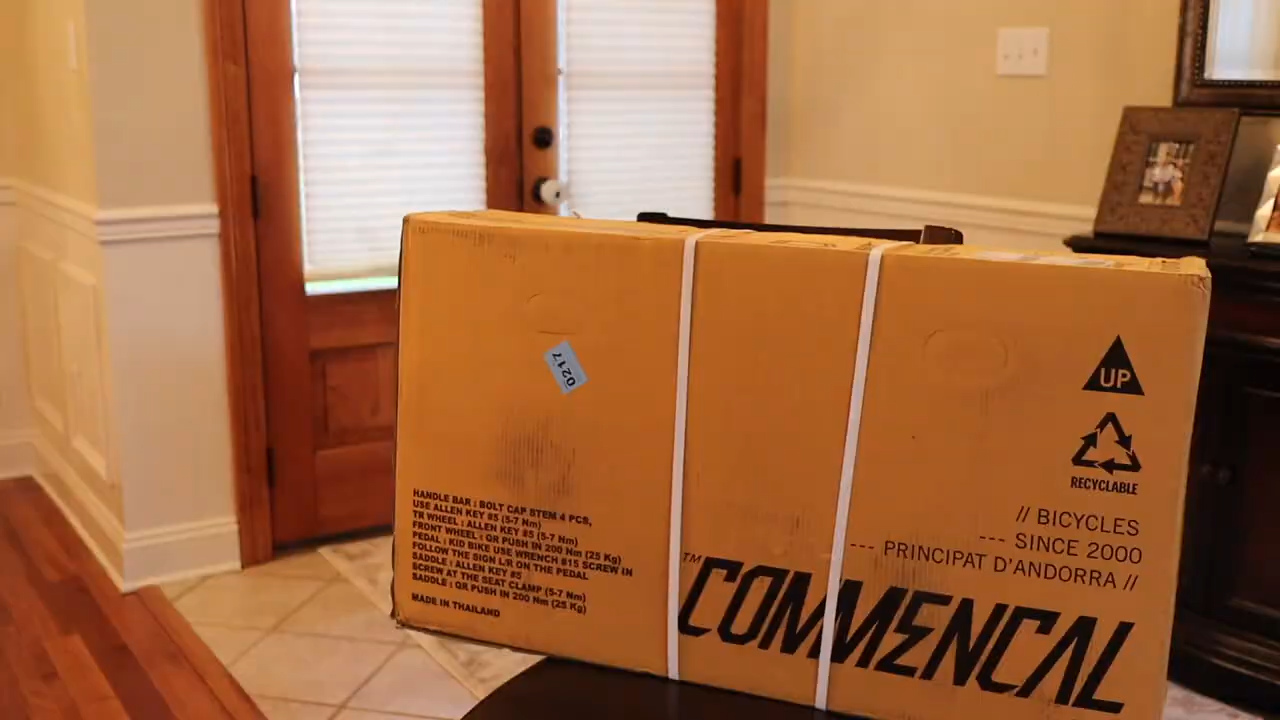 0217
HANDLE BAR : BOLT CAP STEM 4 PCS,
USE ALLEN KEY #5 (5-7 Nm)
TR WHEEL : ALLEN KEY #5 (5-7 Nm)
FRONT WHEEL : QR PUSH IN 200 Nm (25 Kg)
PEDAL : KID BIKE USE WRENCH #15 SCREW IN
FOLLOW THE SIGN L/R ON THE PEDAL
SADDLE : ALLEN KEY #5
SCREW AT THE SEAT CLAMP (5-7 Nm)
SADDLE : QR PUSH IN 200 Nm (25 Kg)
MADE IN THAILAND
UP
RECYCLABLE
// BICYCLES
--- SINCE 2000
--- PRINCIPAT D'ANDORRA //
™COMMENCAL